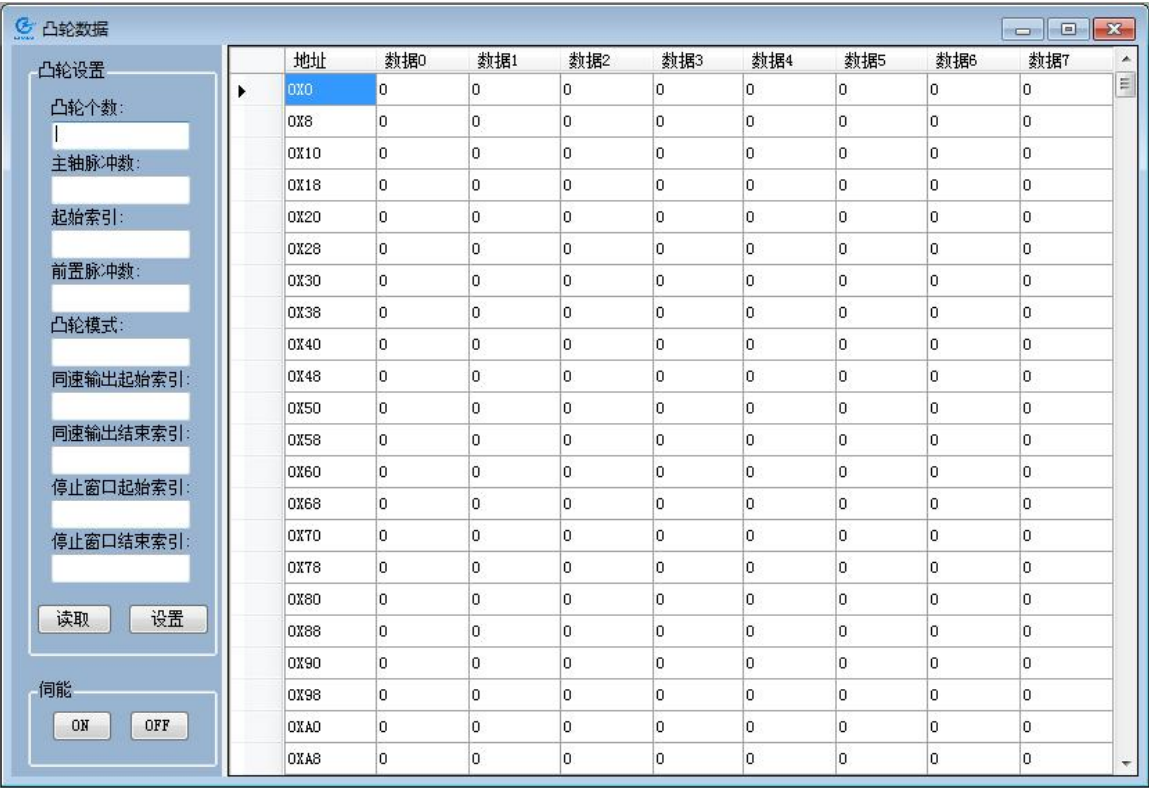 凸轮数据
凸轮设置
凸轮个数:
主轴脉冲数:
起始索引:
前置脉冲数:
凸轮模式:
同速输出起始索引:
同速输出结束索引:
停止窗口起始索引:
停止窗口结束索引:
读取 设置
伺能
ON OFF
地址 数据0 数据1 数据2 数据3 数据4 数据5 数据6 数据7
0X0 0 0 0 0 0 0 0 0
0X8 0 0 0 0 0 0 0 0
0X10 0 0 0 0 0 0 0 0
0X18 0 0 0 0 0 0 0 0
0X20 0 0 0 0 0 0 0 0
0X28 0 0 0 0 0 0 0 0
0X30 0 0 0 0 0 0 0 0
0X38 0 0 0 0 0 0 0 0
0X40 0 0 0 0 0 0 0 0
0X48 0 0 0 0 0 0 0 0
0X50 0 0 0 0 0 0 0 0
0X58 0 0 0 0 0 0 0 0
0X60 0 0 0 0 0 0 0 0
0X68 0 0 0 0 0 0 0 0
0X70 0 0 0 0 0 0 0 0
0X78 0 0 0 0 0 0 0 0
0X80 0 0 0 0 0 0 0 0
0X88 0 0 0 0 0 0 0 0
0X90 0 0 0 0 0 0 0 0
0X98 0 0 0 0 0 0 0 0
0XA0 0 0 0 0 0 0 0 0
0XA8 0 0 0 0 0 0 0 0